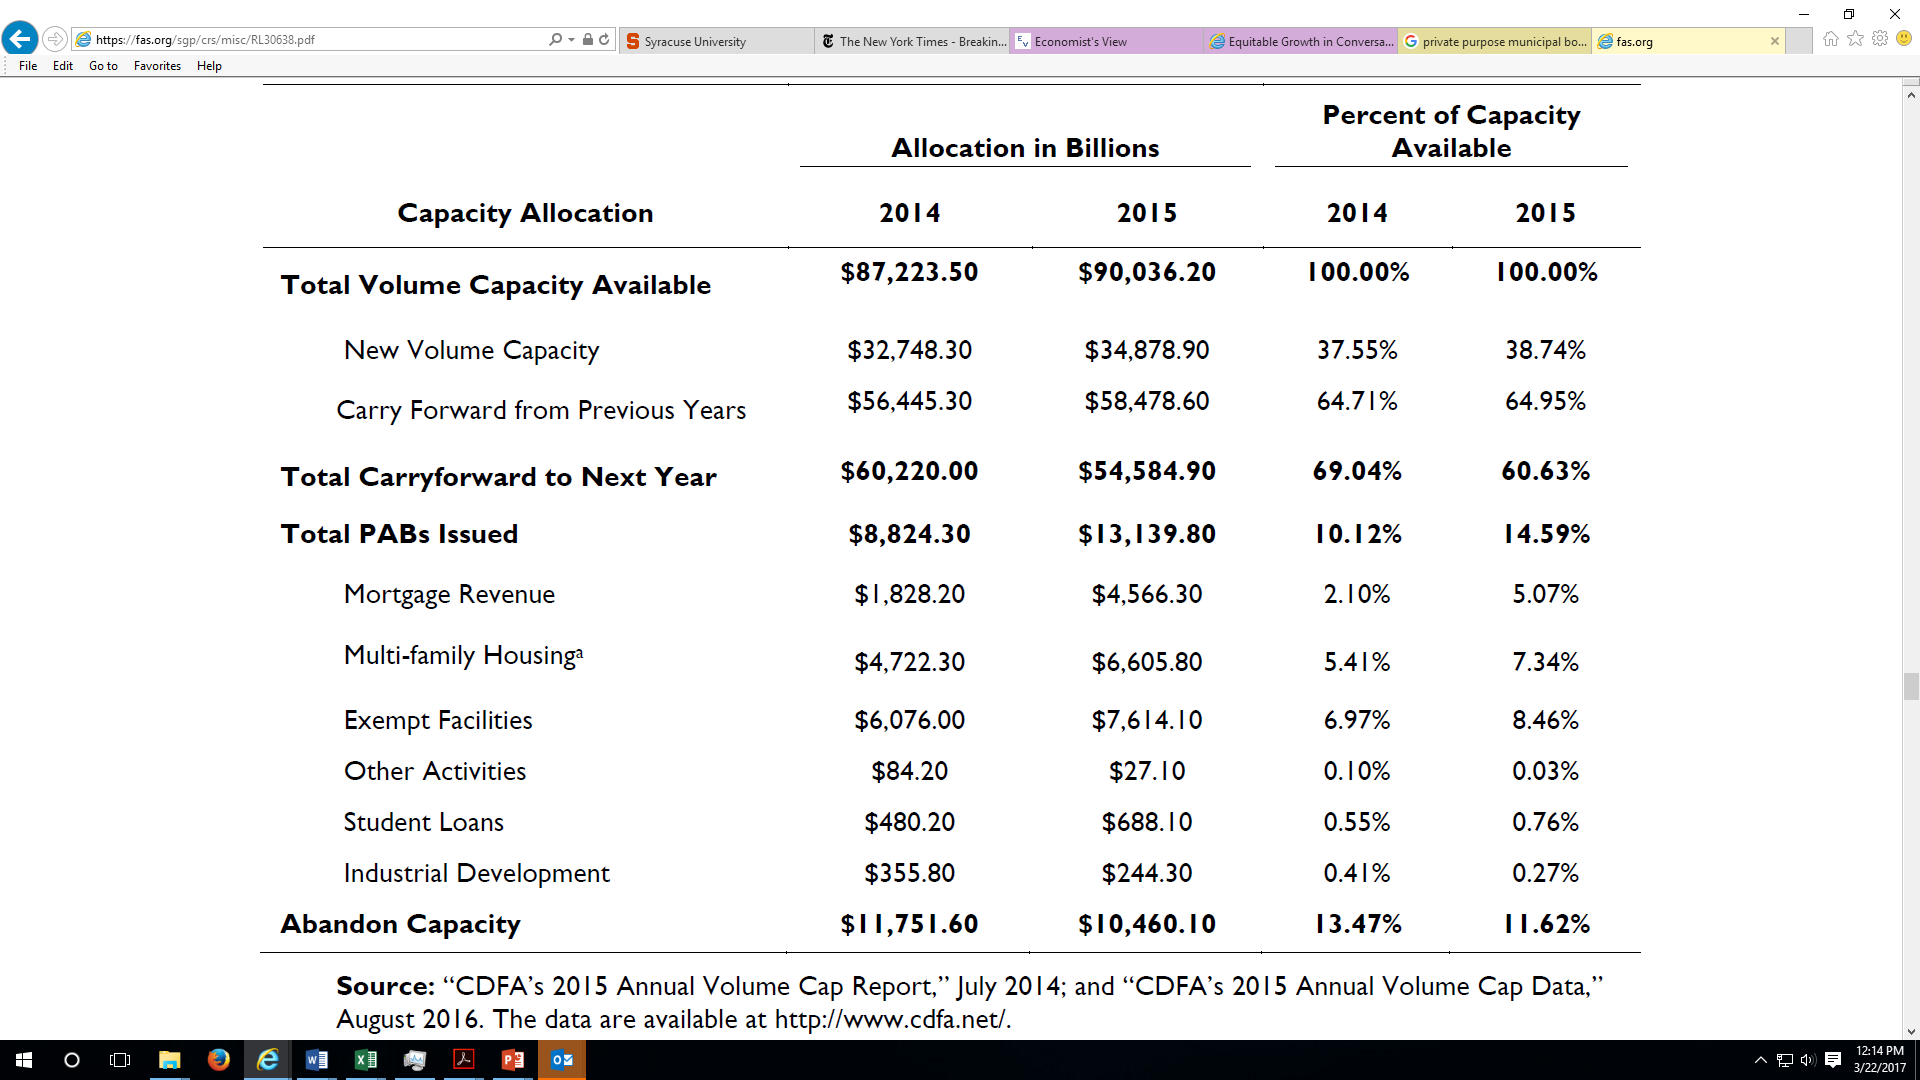 https://fas.org/sgp/crs/misc/RL30638.pdf
Syracuse University
The New York Times - Breakin...
Economist's View
Equitable Growth in Conversa...
private purpose municipal bo...
fas.org
File Edit Go to Favorites Help
Percent of Capacity
Allocation in Billions Available
Capacity Allocation 2014 2015 2014 2015
Total Volume Capacity Available $87,223.50 $90,036.20 100.00% 100.00%
New Volume Capacity $32,748.30 $34,878.90 37.55% 38.74%
Carry Forward from Previous Years $56,445.30 $58,478.60 64.71% 64.95%
Total Carryforward to Next Year $60,220.00 $54,584.90 69.04% 60.63%
Total PABs Issued $8,824.30 $13,139.80 10.12% 14.59%
Mortgage Revenue $1,828.20 $4,566.30 2.10% 5.07%
Multi-family Housingª $4,722.30 $6,605.80 5.41% 7.34%
Exempt Facilities $6,076.00 $7,614.10 6.97% 8.46%
Other Activities $84.20 $27.10 0.10% 0.03%
Student Loans $480.20 $688.10 0.55% 0.76%
Industrial Development $355.80 $244.30 0.41% 0.27%
Abandon Capacity $11,751.60 $10,460.10 13.47% 11.62%
Source: “CDFA’s 2015 Annual Volume Cap Report,” July 2014; and “CDFA’s 2015 Annual Volume Cap Data,”
August 2016. The data are available at http://www.cdfa.net/.
12:14 PM
3/22/2017